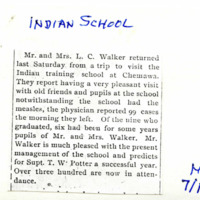 INDIAN SCHOOL
Mr. and Mrs. L. C. Walker returned
last Saturday from a trip to visit the
Indian training school at Chemawa.
They report having a very pleasant visit
with old friends and pupils at the school
notwithstanding the school had the
measles, the physician reported 99 cases
the morning they left. Of the nine who
graduated, six had been for some years
pupils of Mr. and Mrs. Walker. Mr.
Walker is much pleased with the present
management of the school and predicts
for Supt. T. W. Potter a successful year.
Over three hundred are now in atten-
dance.